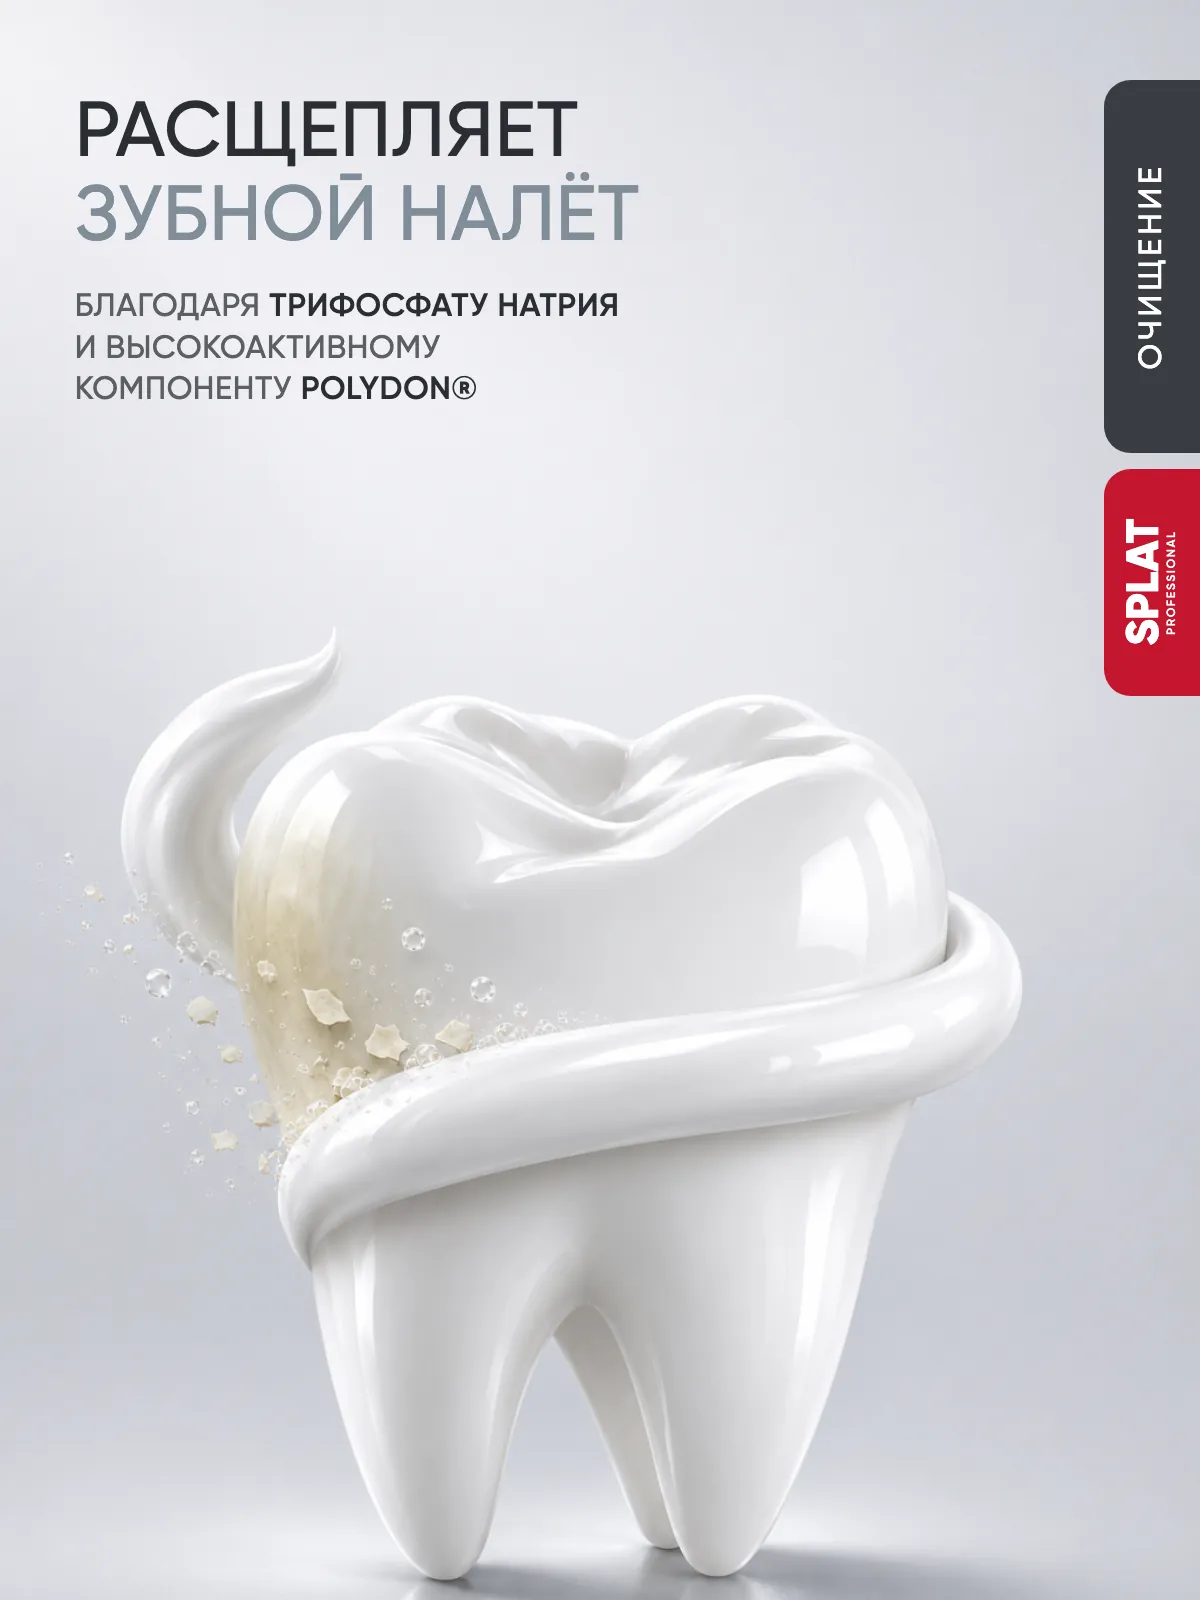 РАСЩЕПЛЯЕТ
ЗУБНОЙ НАЛЁТ
БЛАГОДАРЯ ТРИФОСФАТУ НАТРИЯ
И ВЫСОКОАКТИВНОМУ
КОМПОНЕНТУ POLYDON®
ОЧИЩЕНИЕ
SPLAT
PROFESSIONAL